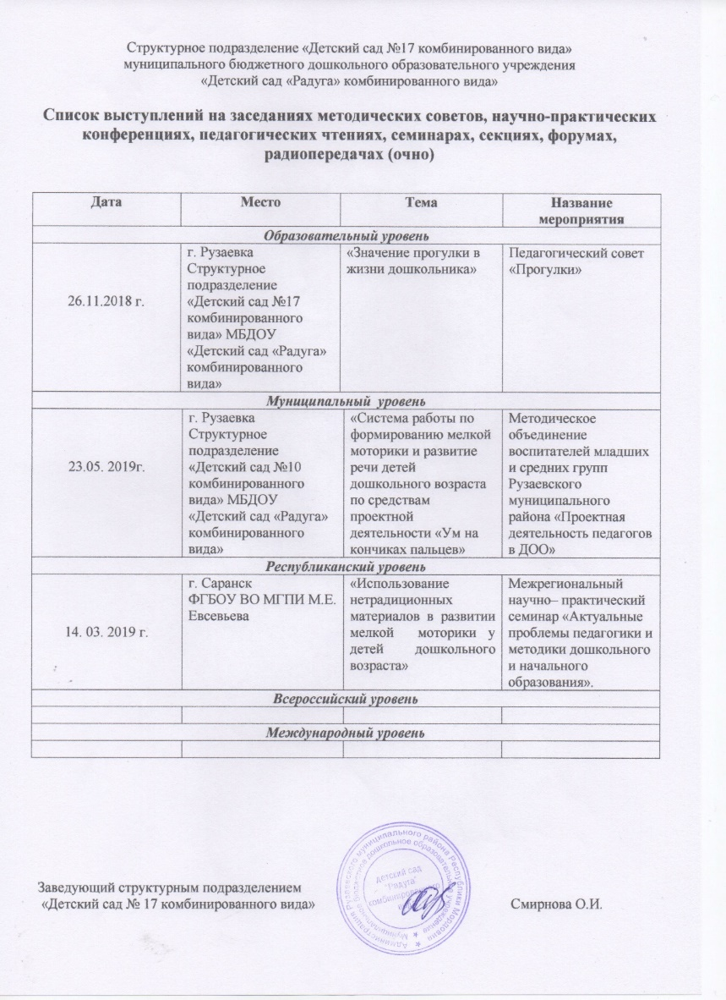 Структурное подразделение «Детский сад №17 комбинированного вида»
муниципального бюджетного дошкольного образовательного учреждения
«Детский сад «Радуга» комбинированного вида»
Список выступлений на заседаниях методических советов, научно-практических
конференциях, педагогических чтениях, семинарах, секциях, форумах,
радиопередачах (очно)
Дата
Место
Тема
Название
мероприятия
Образовательный уровень
26.11.2018 г.
г. Рузаевка
Структурное
подразделение
«Детский сад №17
комбинированного
вида» МБДОУ
«Детский сад «Радуга»
комбинированного
вида»
«Значение прогулки в
жизни дошкольника»
Педагогический совет
«Прогулки»
Муниципальный уровень
23.05. 2019г.
г. Рузаевка
Структурное
подразделение
«Детский сад №10
комбинированного
вида» МБДОУ
«Детский сад «Радуга»
комбинированного
вида»
«Система работы по
формированию мелкой
моторики и развитие
речи детей
дошкольного возраста
по средствам
проектной
деятельности «Ум на
кончиках пальцев»
Методическое
объединение
воспитателей младших
и средних групп
Рузаевского
муниципального
района «Проектная
деятельность педагогов
в ДОО»
Республиканский уровень
14. 03. 2019 г.
г. Саранск
ФГБОУ ВО МГПИ М.Е.
Евсевьева
«Использование
нетрадиционных
материалов в развитии
мелкой моторики у
детей дошкольного
возраста»
Межрегиональный
научно– практический
семинар «Актуальные
проблемы педагогики и
методики дошкольного
и начального
образования».
Всероссийский уровень
Международный уровень
Администрация Рузаевского муниципального района Республики Мордовия
Муниципальное бюджетное дошкольное образовательное учреждение
детский сад
"Радуга"
комбинированного
Заведующий структурным подразделением
«Детский сад № 17 комбинированного вида»
Смирнова О.И.